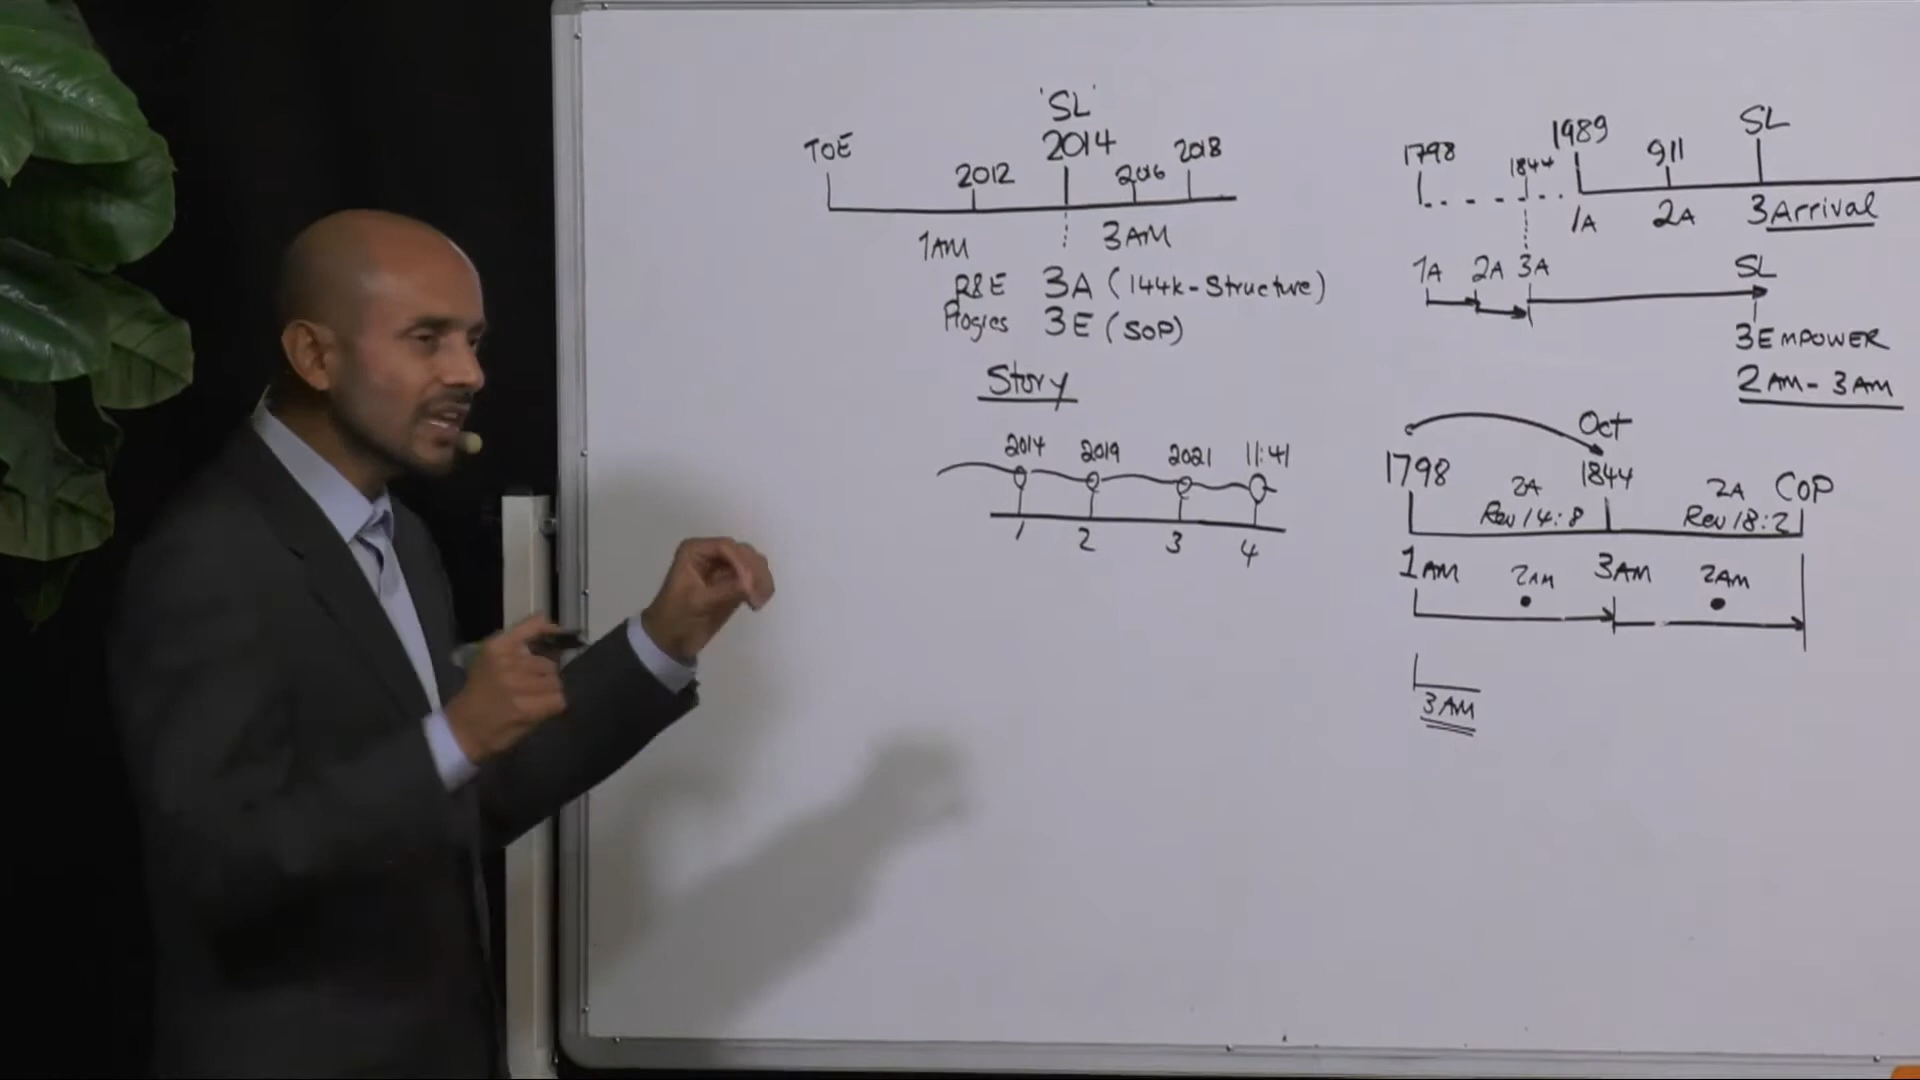 'SL'
TOE 2012 2014 2016 2018
1AM 3AM
R&E 3A (144k-Structure)
Progres 3E (SOP)
Story
2014 2019 2021 11:41
1 2 3 4
1798 1844 1989 911 SL
1A 2A 3Arrival
1A 2A 3A SL
3EMPOWER
2AM-3AM
Oct
1798 2A 1844 2A COP
Rev 14:8 Rev 18:2
1AM 2AM 3AM 2AM
3AM